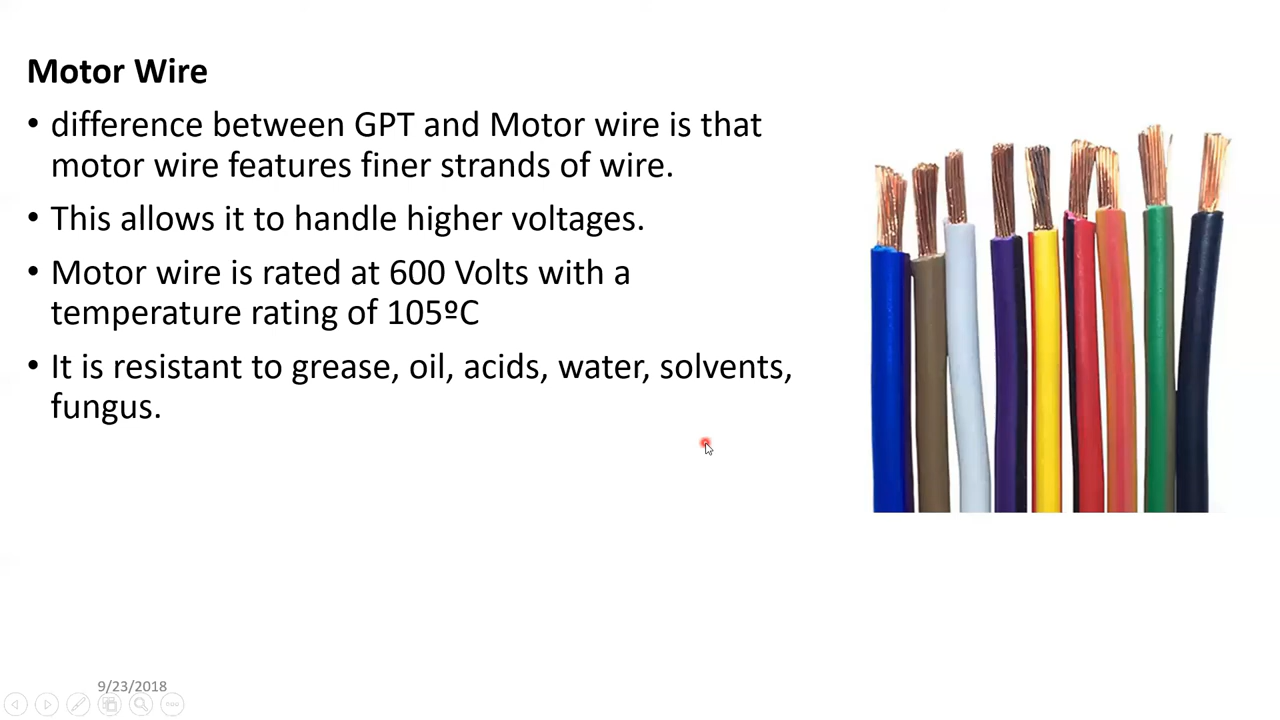 Motor Wire
• difference between GPT and Motor wire is that
motor wire features finer strands of wire.
• This allows it to handle higher voltages.
• Motor wire is rated at 600 Volts with a
temperature rating of 105ºC
• It is resistant to grease, oil, acids, water, solvents,
fungus.
9/23/2018